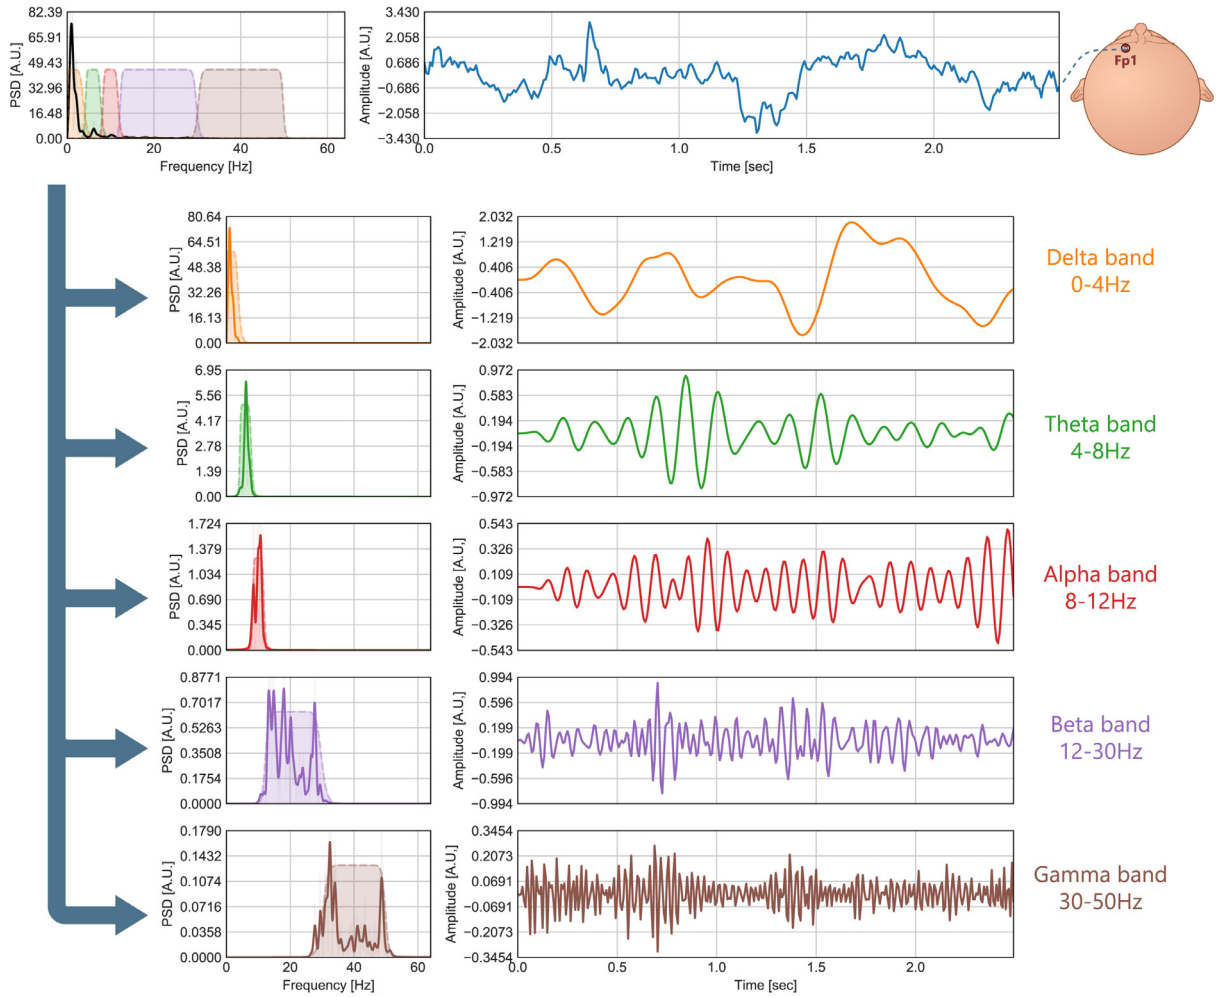 82.39
65.91
49.43
32.96
16.48
0.00
PSD [A.U.]
0 20 40 60
Frequency [Hz]
3.430
2.058
0.686
−0.686
−2.058
−3.430
Amplitude [A.U.]
0.0 0.5 1.0 1.5 2.0
Time [sec]
Fp1
80.64
64.51
48.38
32.26
16.13
0.00
PSD [A.U.]
2.032
1.219
0.406
−0.406
−1.219
−2.032
Amplitude [A.U,]
Delta band
0-4Hz
6.95
5.56
4.17
2.78
1.39
0.00
PSD [A.U.]
0.972
0.583
0.194
−0.194
−0.583
−0.972
Amplitude [A.U,]
Theta band
4-8Hz
1.724
1.379
1.034
0.690
0.345
0.000
PSD [A.U.]
0.543
0.326
0.109
−0.109
−0.326
−0.543
Amplitude [A.U,]
Alpha band
8-12Hz
0.8771
0.7017
0.5263
0.3508
0.1754
0.0000
PSD [A.U.]
0.994
0.596
0.199
−0.199
−0.596
−0.994
Amplitude [A.U,]
Beta band
12-30Hz
0.1790
0.1432
0.1074
0.0716
0.0358
0.0000
PSD [A.U.]
0 20 40 60
Frequency [Hz]
0.3454
0.2073
0.0691
−0.0691
−0.2073
−0.3454
Amplitude [A.U,]
0.0 0.5 1.0 1.5 2.0
Time [sec]
Gamma band
30-50Hz